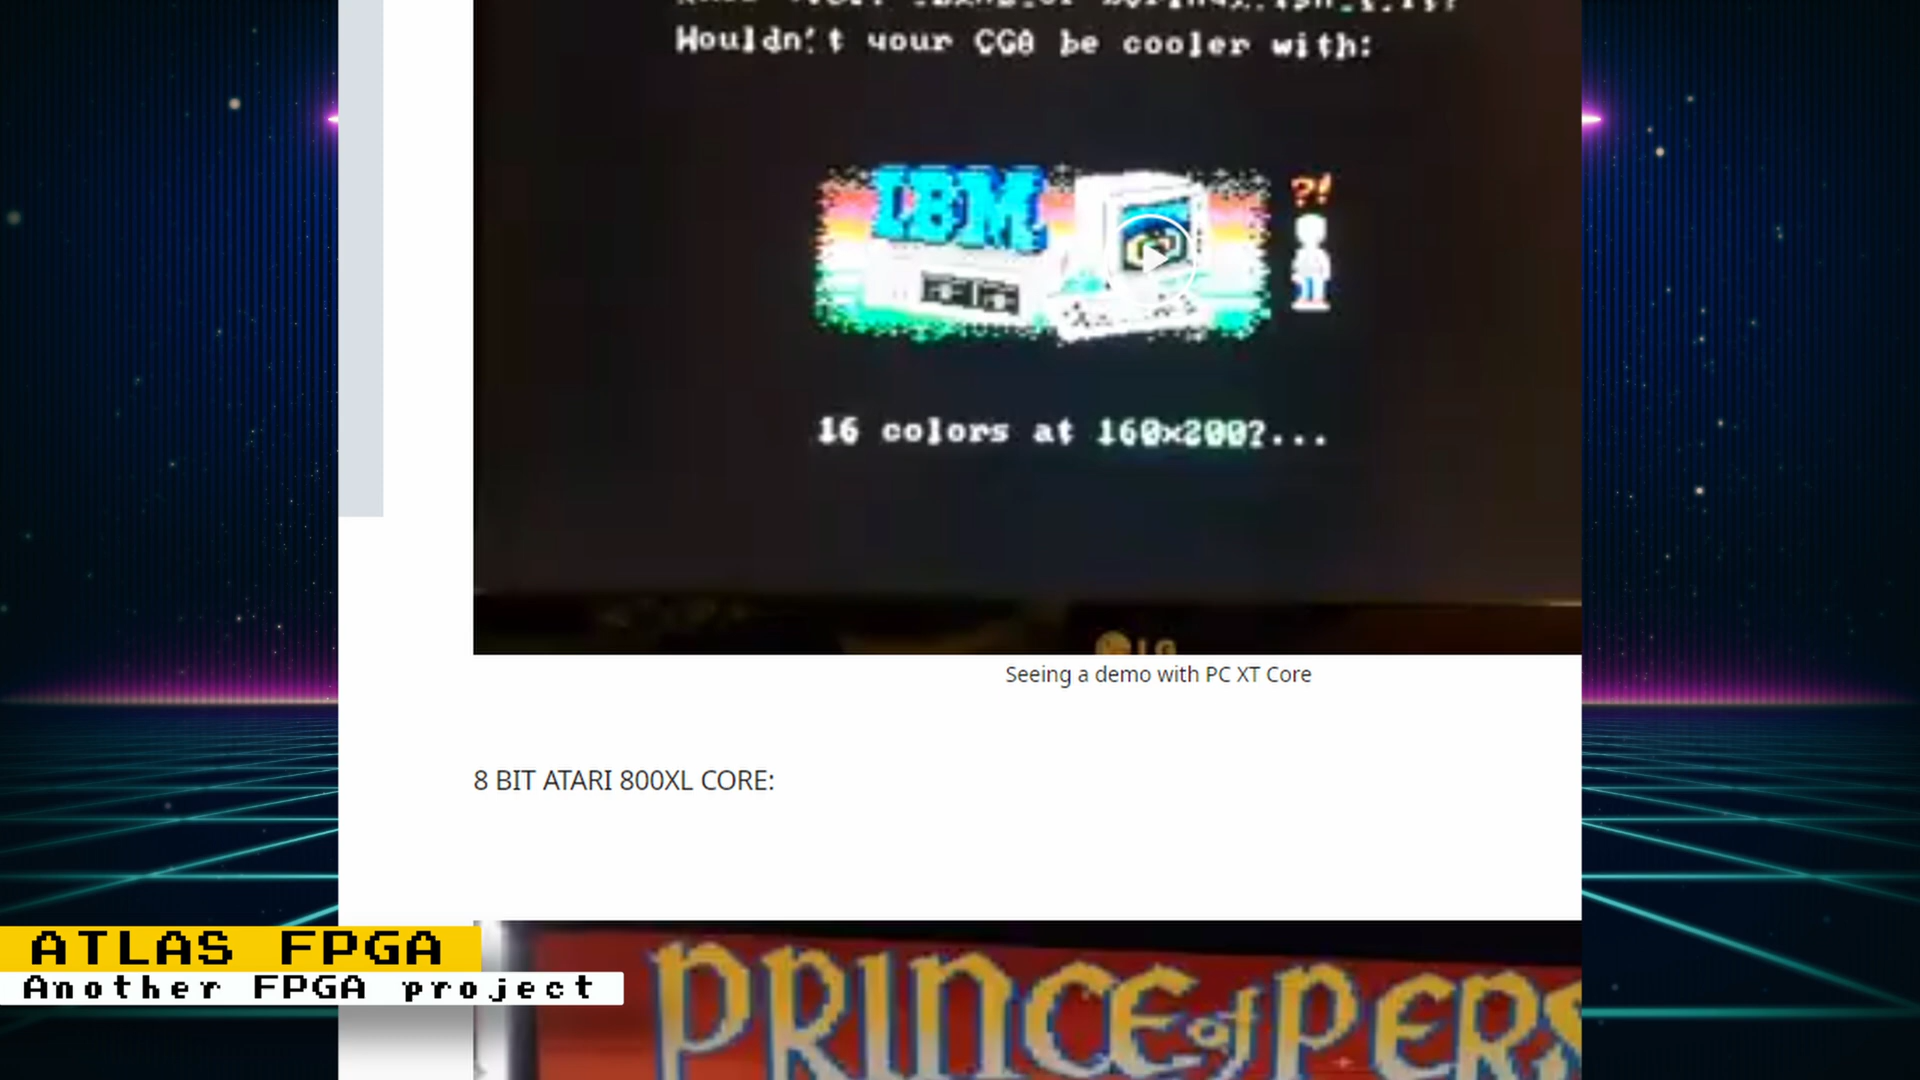 Wouldn't your CGA be cooler with:
IBM
?!
16 colors at 160x200?...
LG
Seeing a demo with PC XT Core
8 BIT ATARI 800XL CORE:
ATLAS FPGA
Another FPGA project
PRINCE of PERS